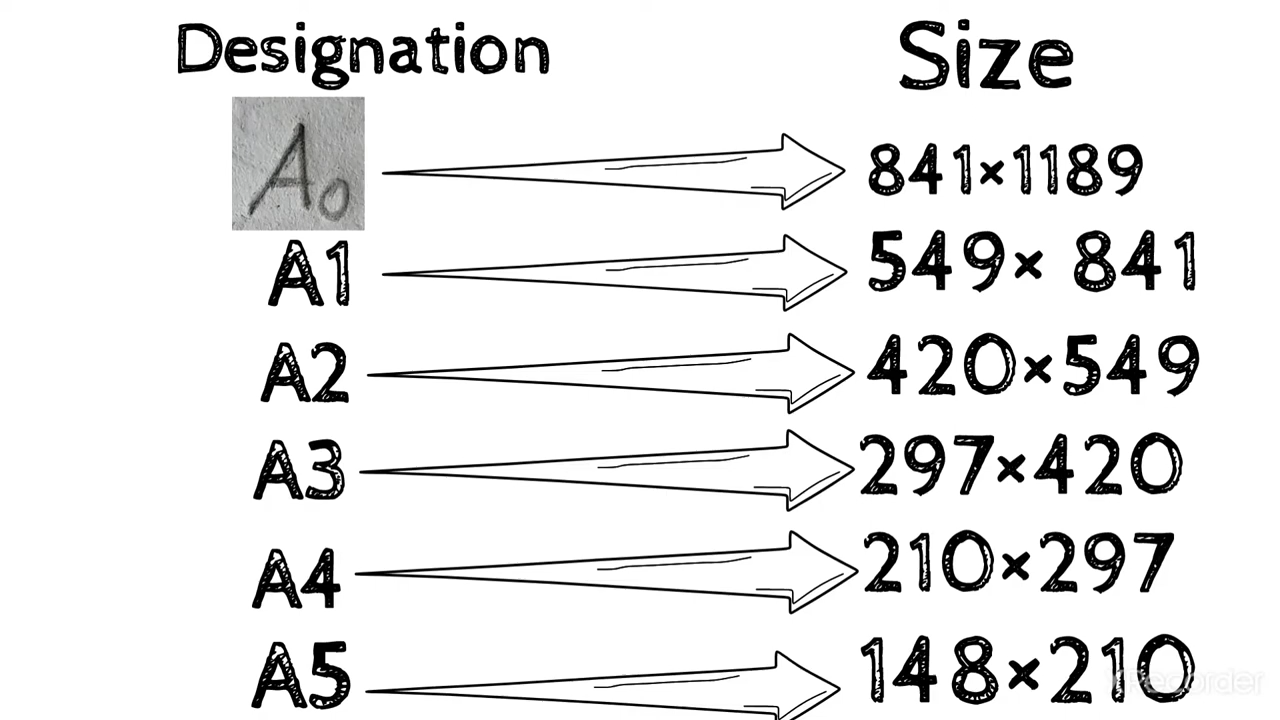 Designation Size
A0 841×1189
A1 549× 841
A2 420×549
A3 297×420
A4 210×297
A5 148×210
Recorder